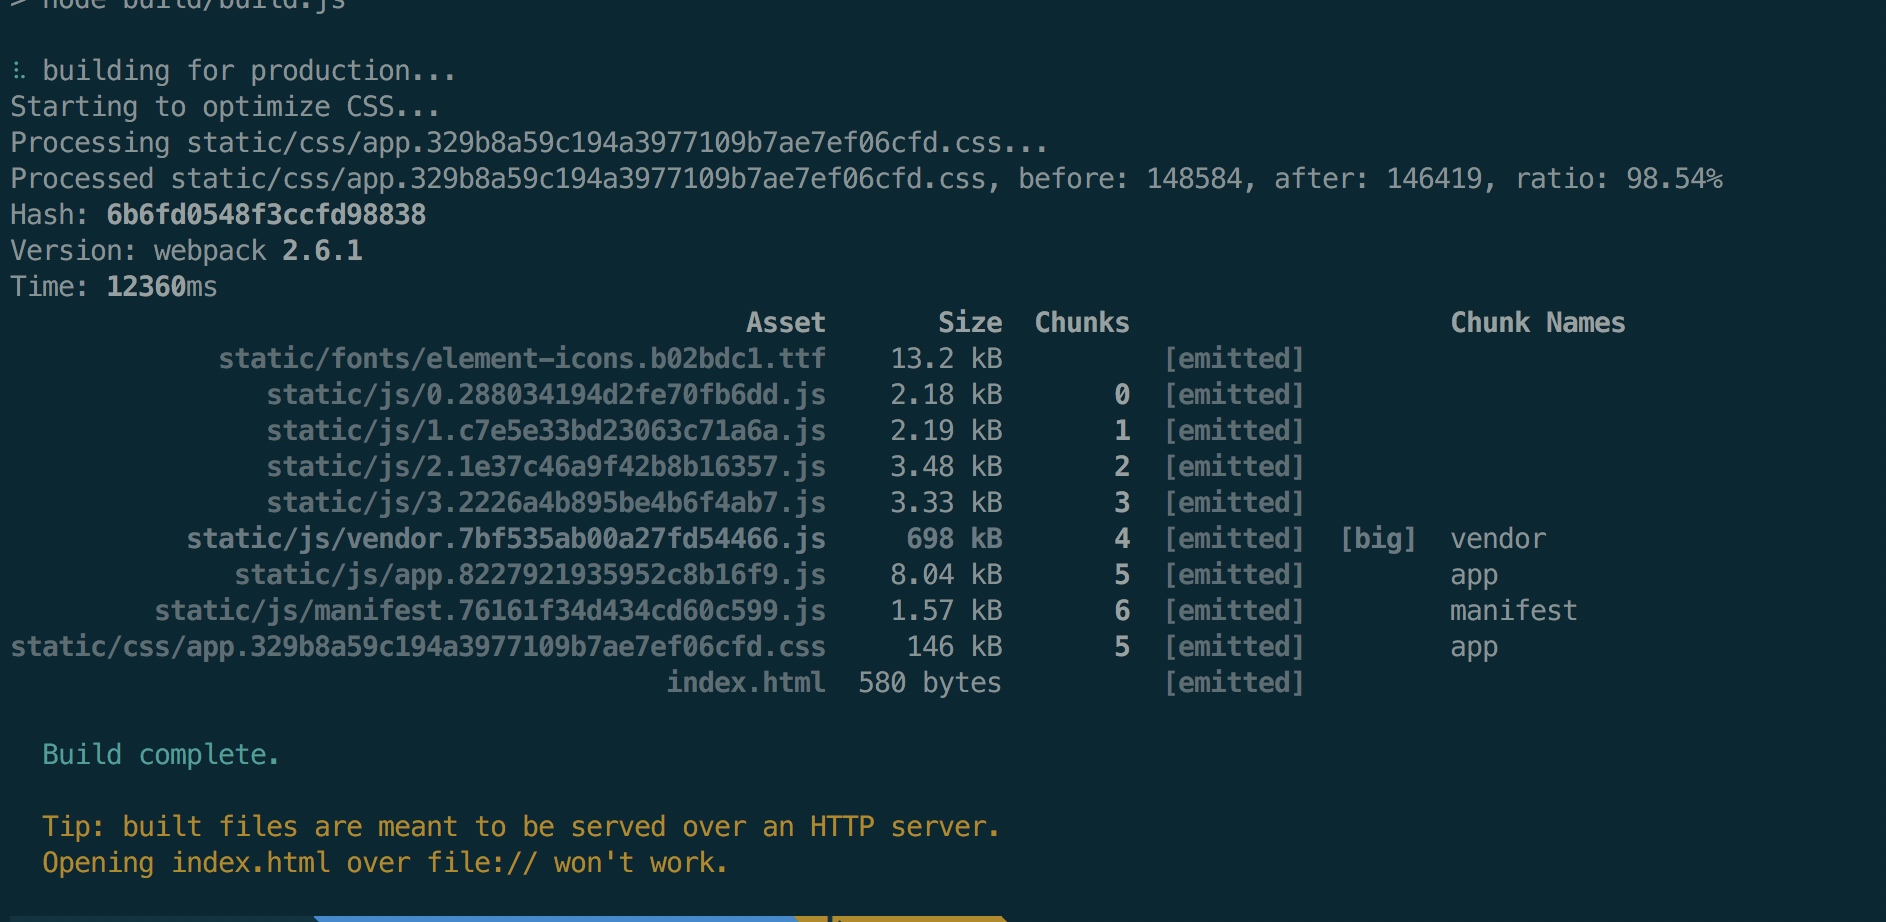 > node build/build.js
⠧ building for production...
Starting to optimize CSS...
Processing static/css/app.329b8a59c194a3977109b7ae7ef06cfd.css...
Processed static/css/app.329b8a59c194a3977109b7ae7ef06cfd.css, before: 148584, after: 146419, ratio: 98.54%
Hash: 6b6fd0548f3ccfd98838
Version: webpack 2.6.1
Time: 12360ms
Asset Size Chunks Chunk Names
static/fonts/element-icons.b02bdc1.ttf 13.2 kB [emitted]
static/js/0.288034194d2fe70fb6dd.js 2.18 kB 0 [emitted]
static/js/1.c7e5e33bd23063c71a6a.js 2.19 kB 1 [emitted]
static/js/2.1e37c46a9f42b8b16357.js 3.48 kB 2 [emitted]
static/js/3.2226a4b895be4b6f4ab7.js 3.33 kB 3 [emitted]
static/js/vendor.7bf535ab00a27fd54466.js 698 kB 4 [emitted] [big] vendor
static/js/app.8227921935952c8b16f9.js 8.04 kB 5 [emitted] app
static/js/manifest.76161f34d434cd60c599.js 1.57 kB 6 [emitted] manifest
static/css/app.329b8a59c194a3977109b7ae7ef06cfd.css 146 kB 5 [emitted] app
index.html 580 bytes [emitted]
Build complete.
Tip: built files are meant to be served over an HTTP server.
Opening index.html over file:// won't work.